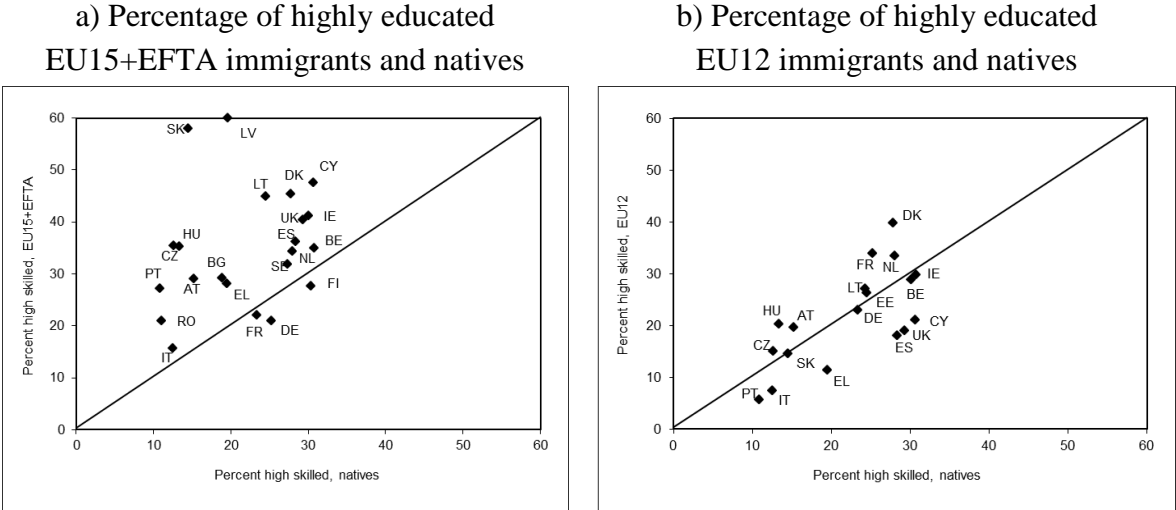 a) Percentage of highly educated
EU15+EFTA immigrants and natives
60
50
40
30
20
10
0
0
10
20
30
40
50
60
Percent high skilled, EU15+EFTA
Percent high skilled, natives
SK
LV
CY
DK
LT
UK
IE
ES
BE
HU
CZ
NL
SE
BG
PT
AT
EL
FI
RO
FR
DE
IT
b) Percentage of highly educated
EU12 immigrants and natives
60
50
40
30
20
10
0
0
10
20
30
40
50
60
Percent high skilled, EU12
Percent high skilled, natives
DK
FR
NL
IE
LT
BE
EE
HU
AT
DE
CY
UK
ES
CZ
SK
EL
PT
IT